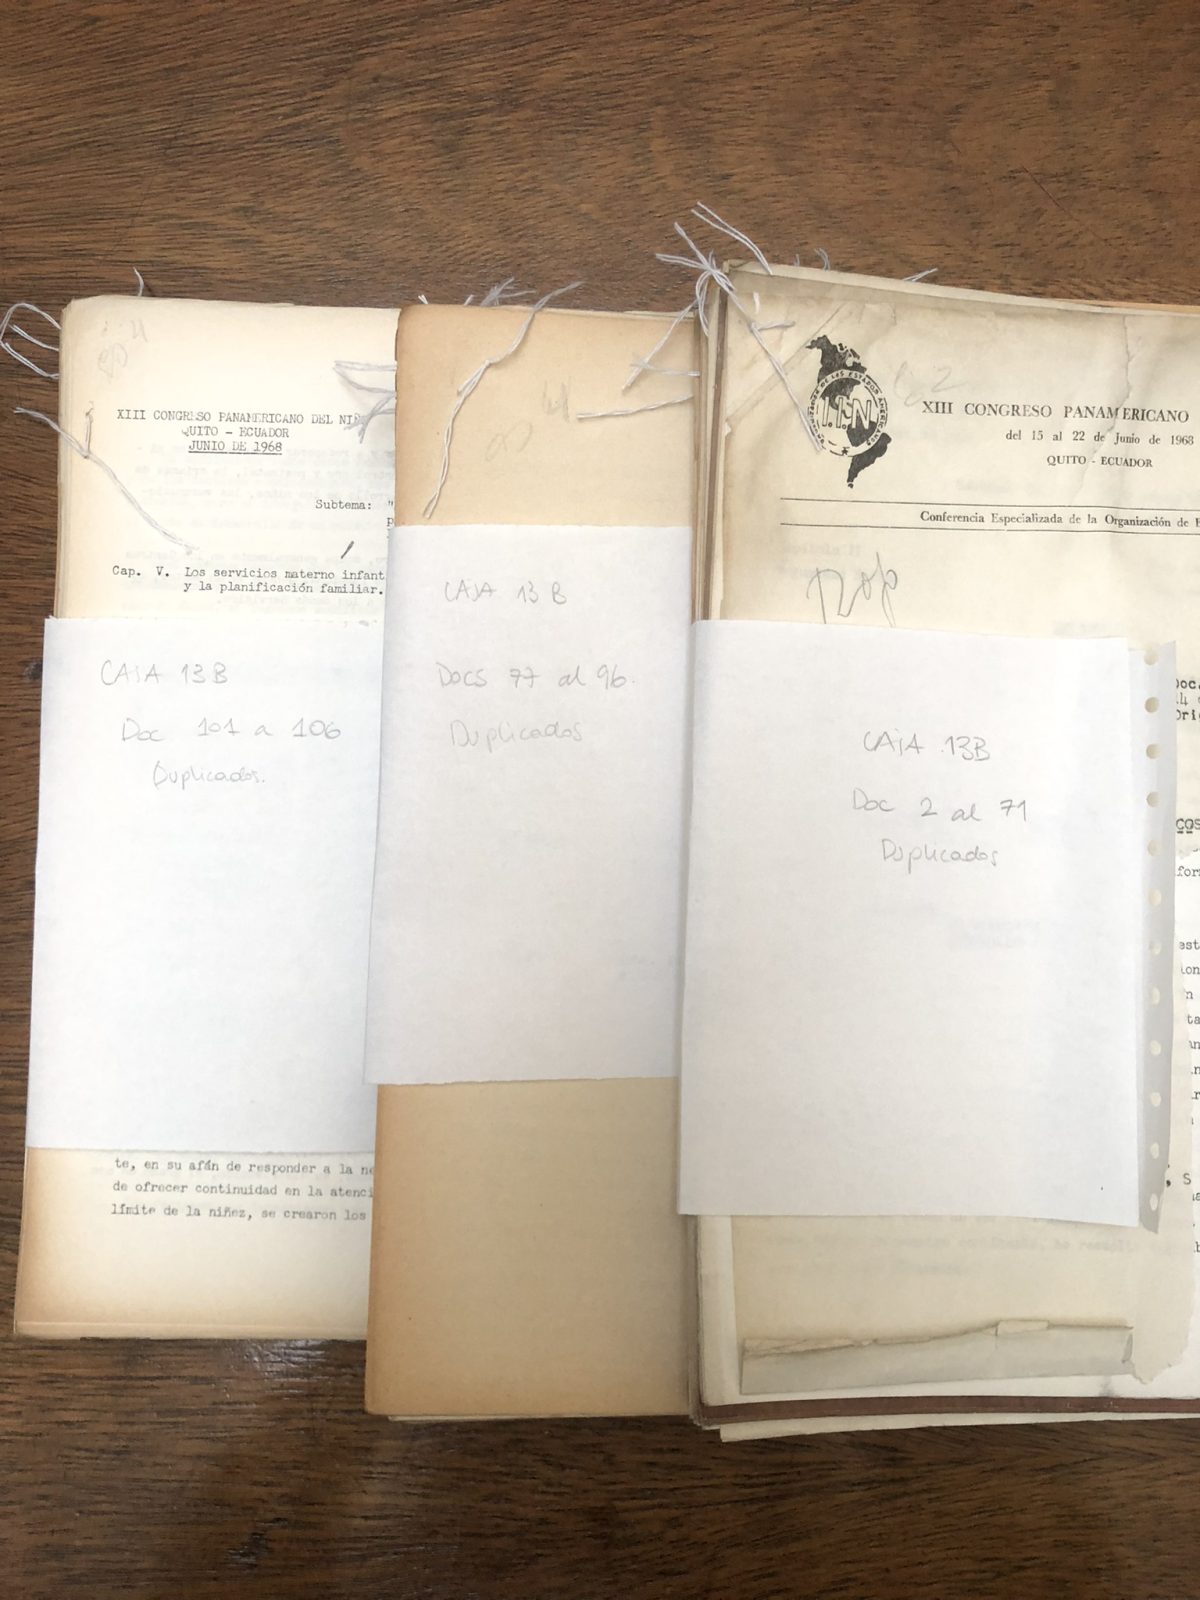 XIII CONGRESO PANAMERICANO DEL NIÑ
QUITO - ECUADOR
JUNIO DE 1968
Subtema: "
Cap. V. Los servicios materno infant
y la planificación familiar.
CAJA 13B
Doc 101 a 106
Duplicados.
te, en su afán de responder a la ne
de ofrecer continuidad en la atenci
límite de la niñez, se crearon los
CAJA 13 B
Docs 77 al 96.
Duplicados
I.I.N
XIII CONGRESO PANAMERICANO
del 15 al 22 de Junio de 1968
QUITO - ECUADOR
Conferencia Especializada de la Organización de E
CAJA 13B
Doc 2 al 71
Duplicados